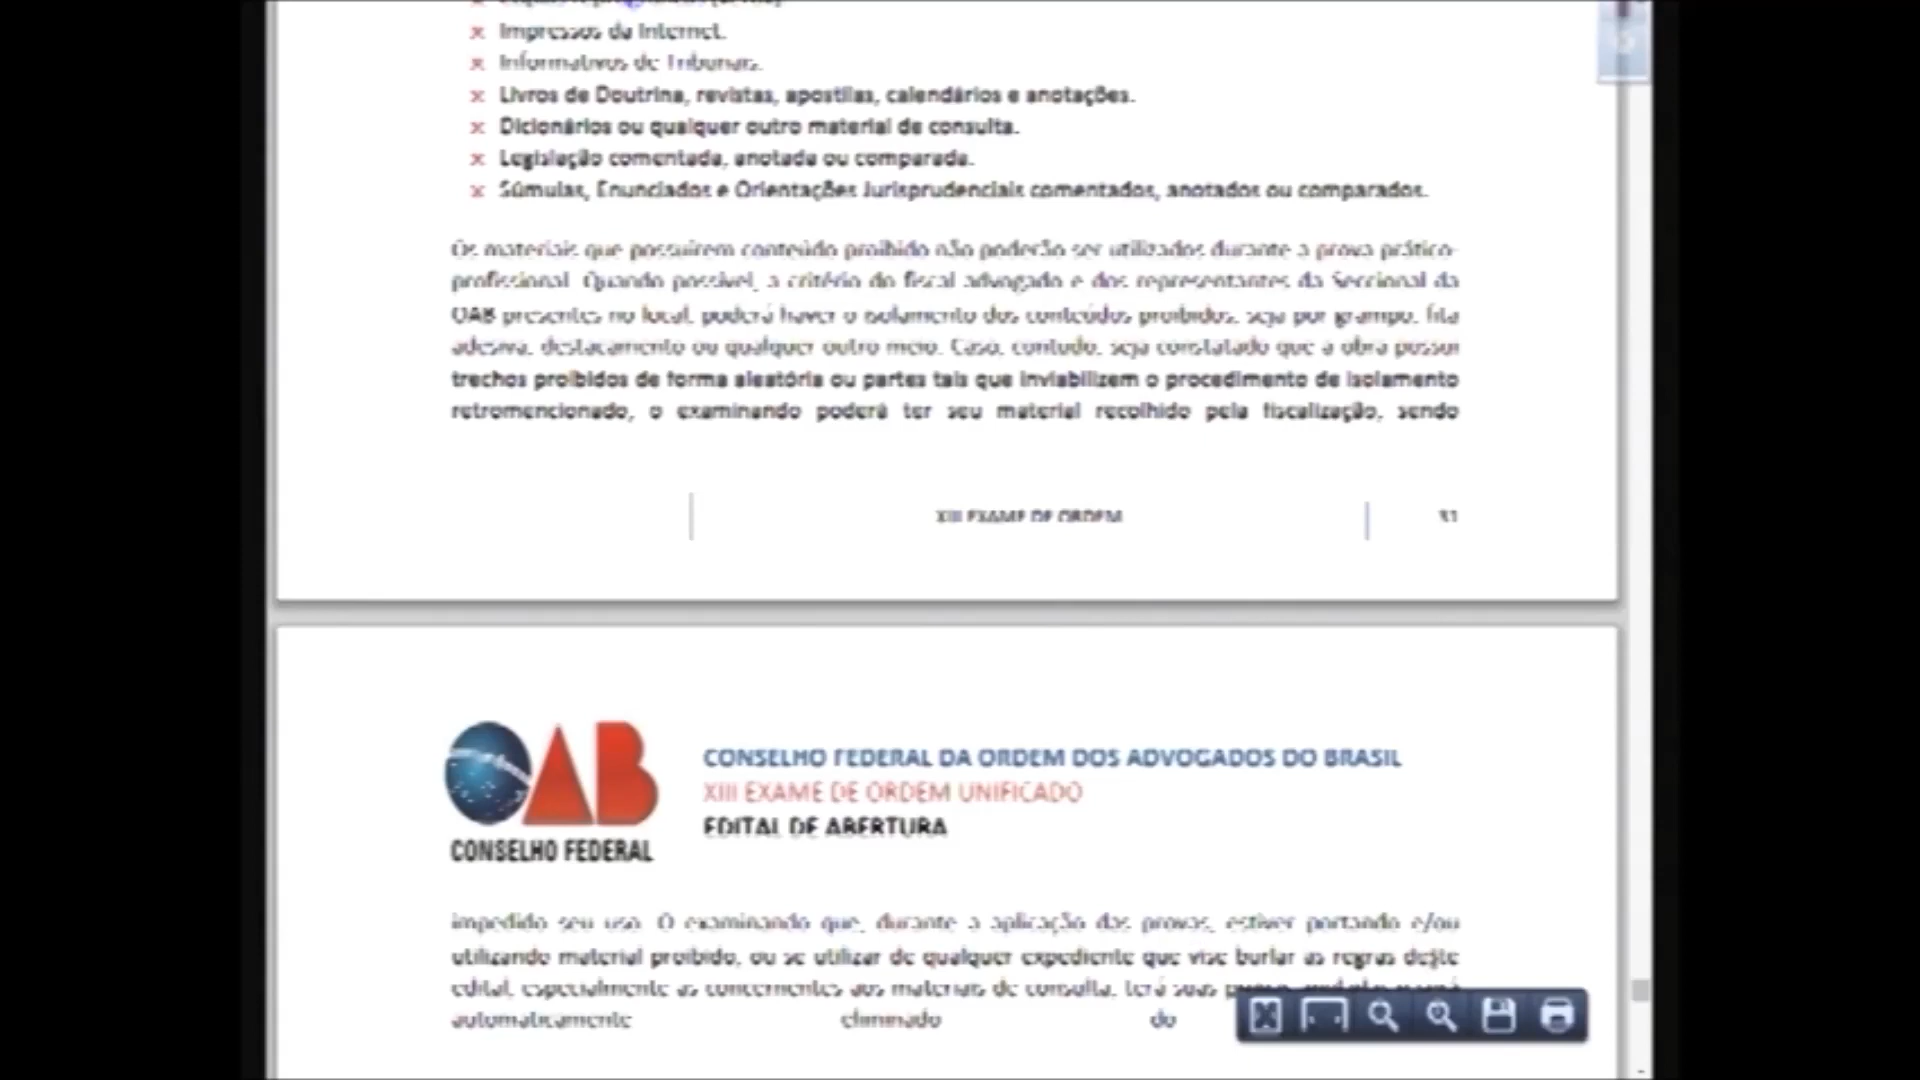 Impressos da Internet.
Informativos de Tribunais.
Livros de Doutrina, revistas, apostilas, calendários e anotações.
Dicionários ou qualquer outro material de consulta.
Legislação comentada, anotada ou comparada.
Súmulas, Enunciados e Orientações Jurisprudenciais comentados, anotados ou comparados.
Os materiais que possuírem conteúdo proibido não poderão ser utilizados durante a prova prático-
profissional. Quando possível, a critério do fiscal advogado e dos representantes da Seccional da
OAB presentes no local, poderá haver o isolamento dos conteúdos proibidos, seja por grampo, fita
adesiva, destacamento ou qualquer outro meio. Caso, contudo, seja constatado que a obra possui
trechos proibidos de forma aleatória ou partes tais que inviabilizem o procedimento de isolamento
retromencionado, o examinando poderá ter seu material recolhido pela fiscalização, sendo
XIII EXAME DE ORDEM 31
OAB
CONSELHO FEDERAL
CONSELHO FEDERAL DA ORDEM DOS ADVOGADOS DO BRASIL
XIII EXAME DE ORDEM UNIFICADO
EDITAL DE ABERTURA
impedido seu uso. O examinando que, durante a aplicação das provas, estiver portando e/ou
utilizando material proibido, ou se utilizar de qualquer expediente que vise burlar as regras deste
edital, especialmente as concernentes aos materiais de consulta, terá suas
automaticamente eliminado do